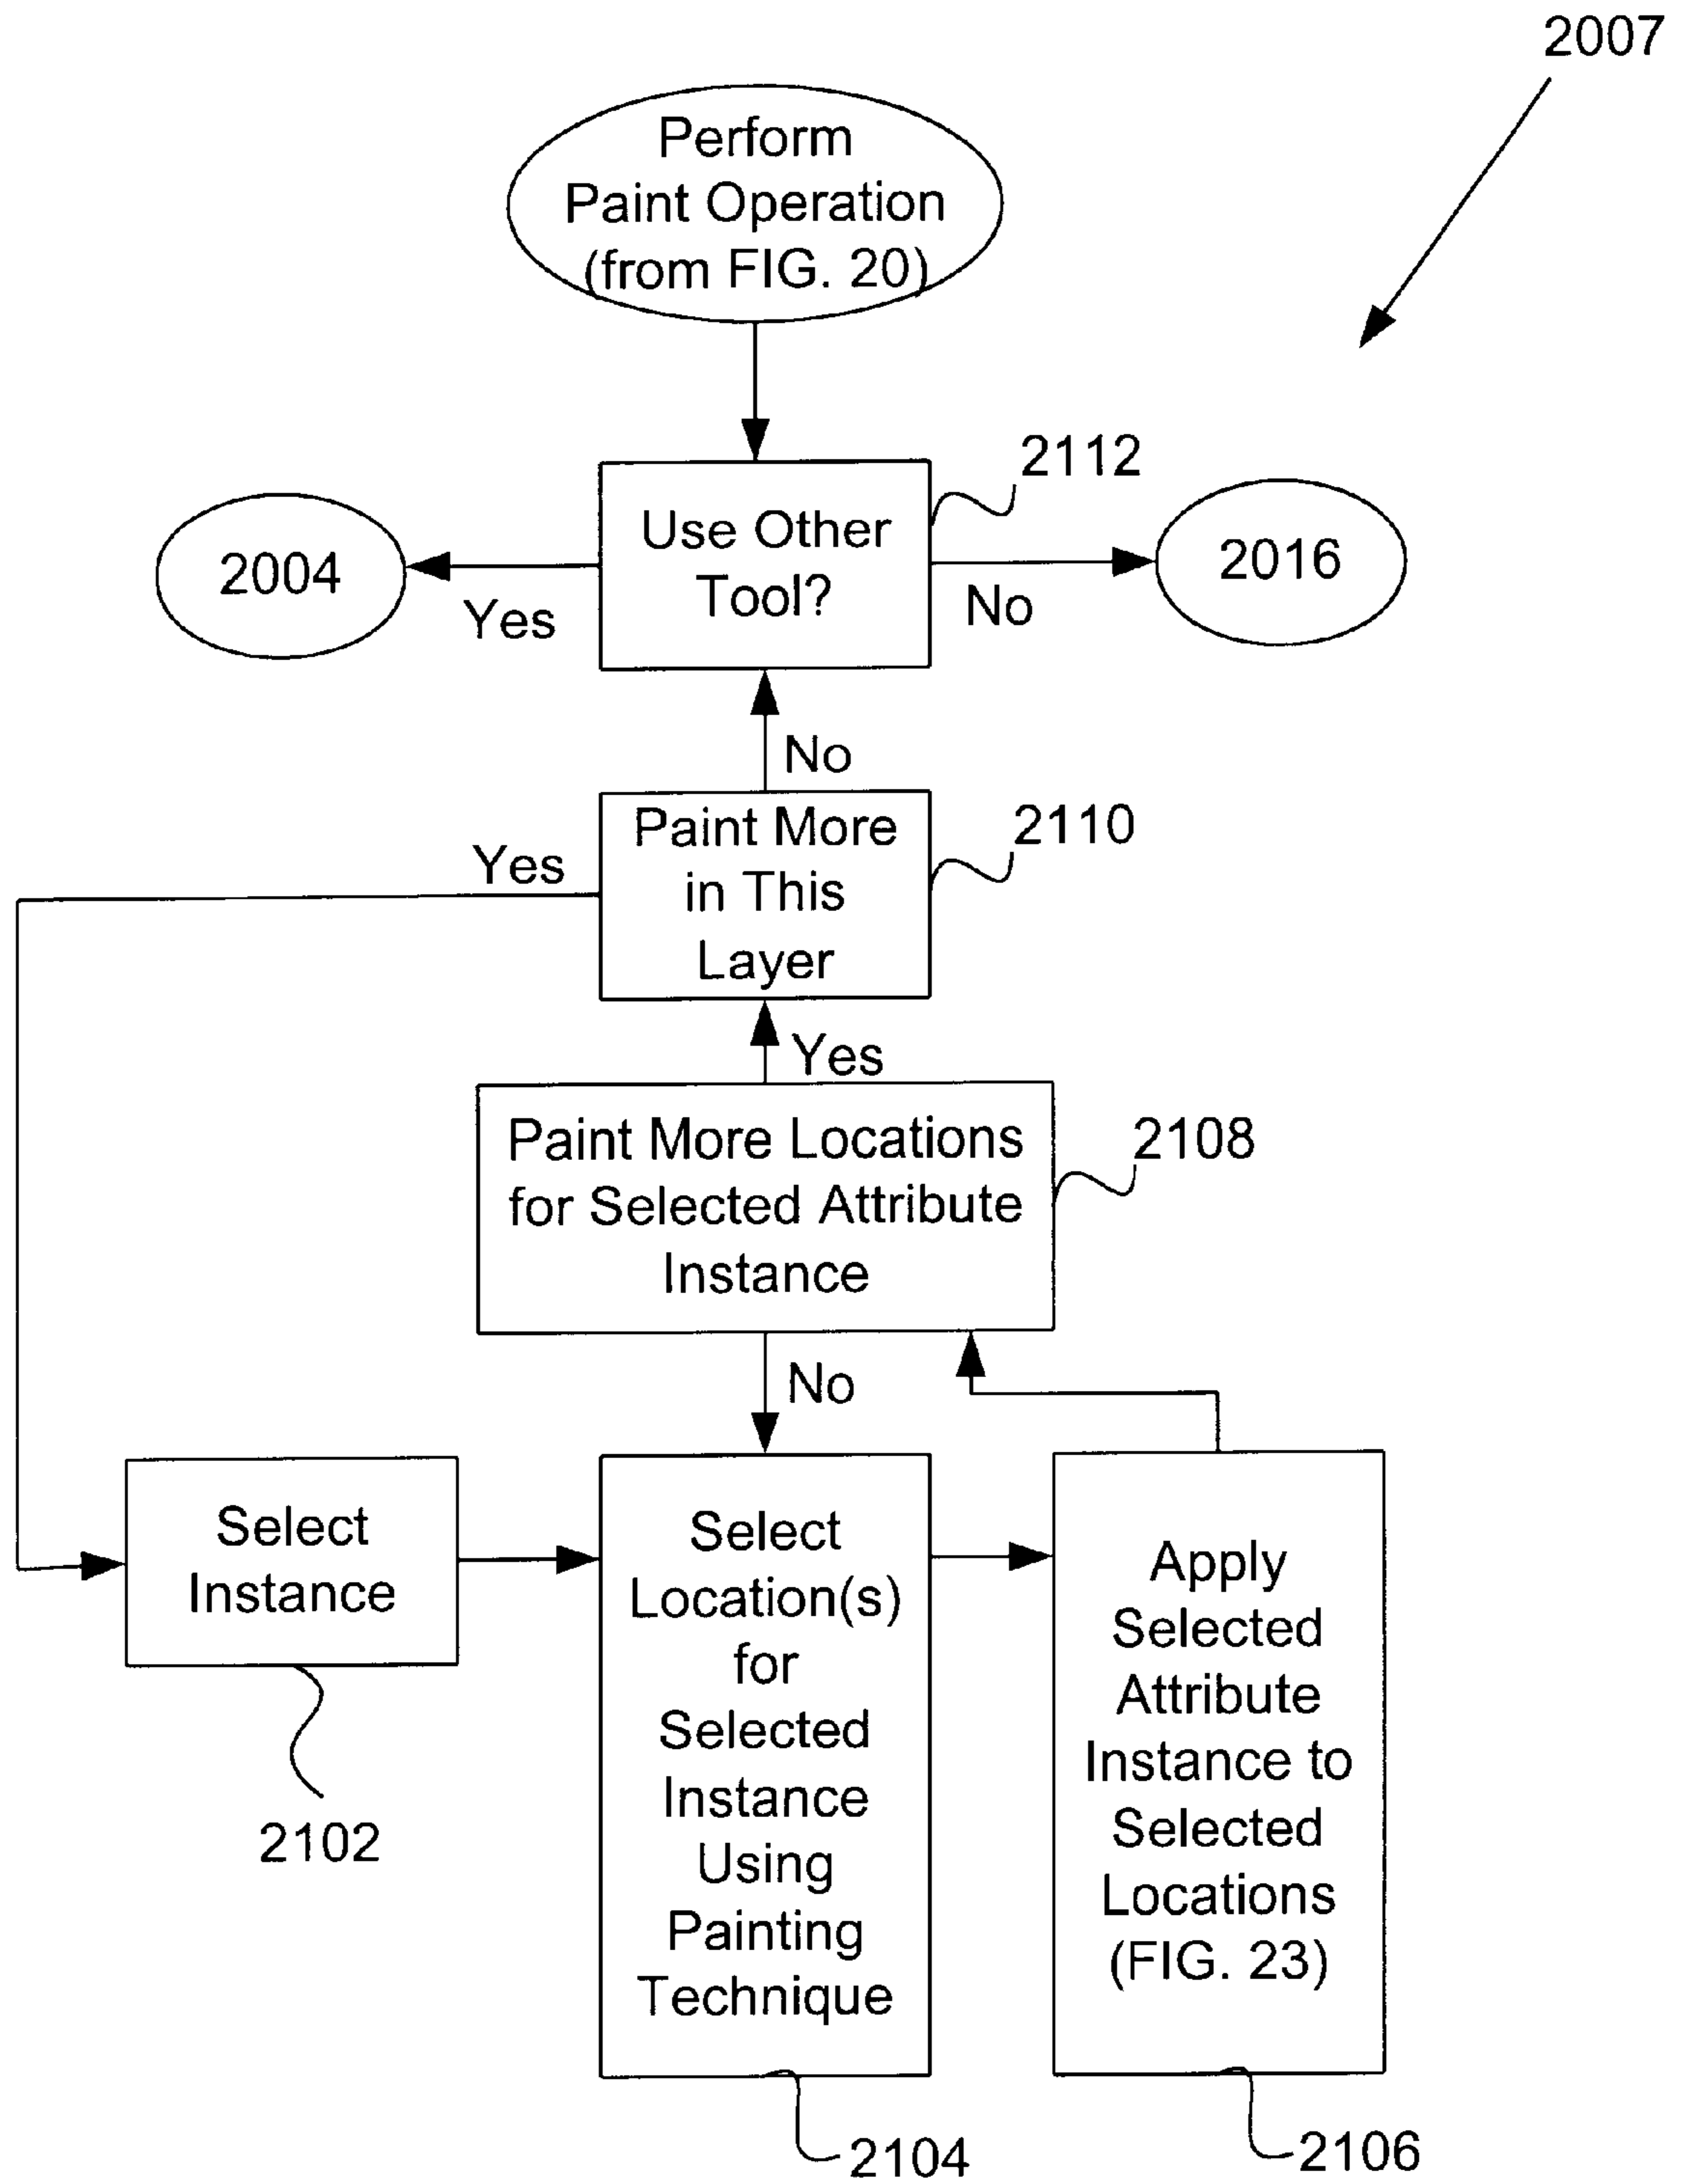 2007
Perform
Paint Operation
(from FIG. 20)
2112
Use Other
Tool?
2004
Yes
No
2016
No
Paint More
in This
Layer
2110
Yes
Yes
Paint More Locations
for Selected Attribute
Instance
2108
No
Select
Instance
2102
Select
Location(s)
for
Selected
Instance
Using
Painting
Technique
2104
Apply
Selected
Attribute
Instance to
Selected
Locations
(FIG. 23)
2106